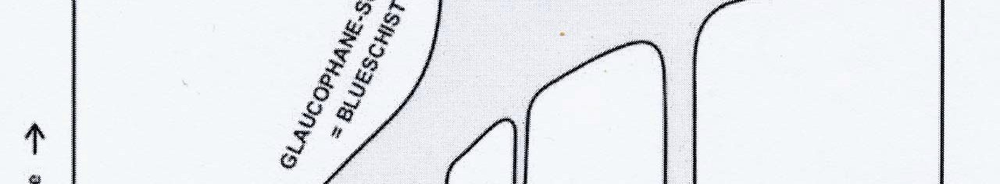 GLAUCOPHANE-S
= BLUESCHIST
e